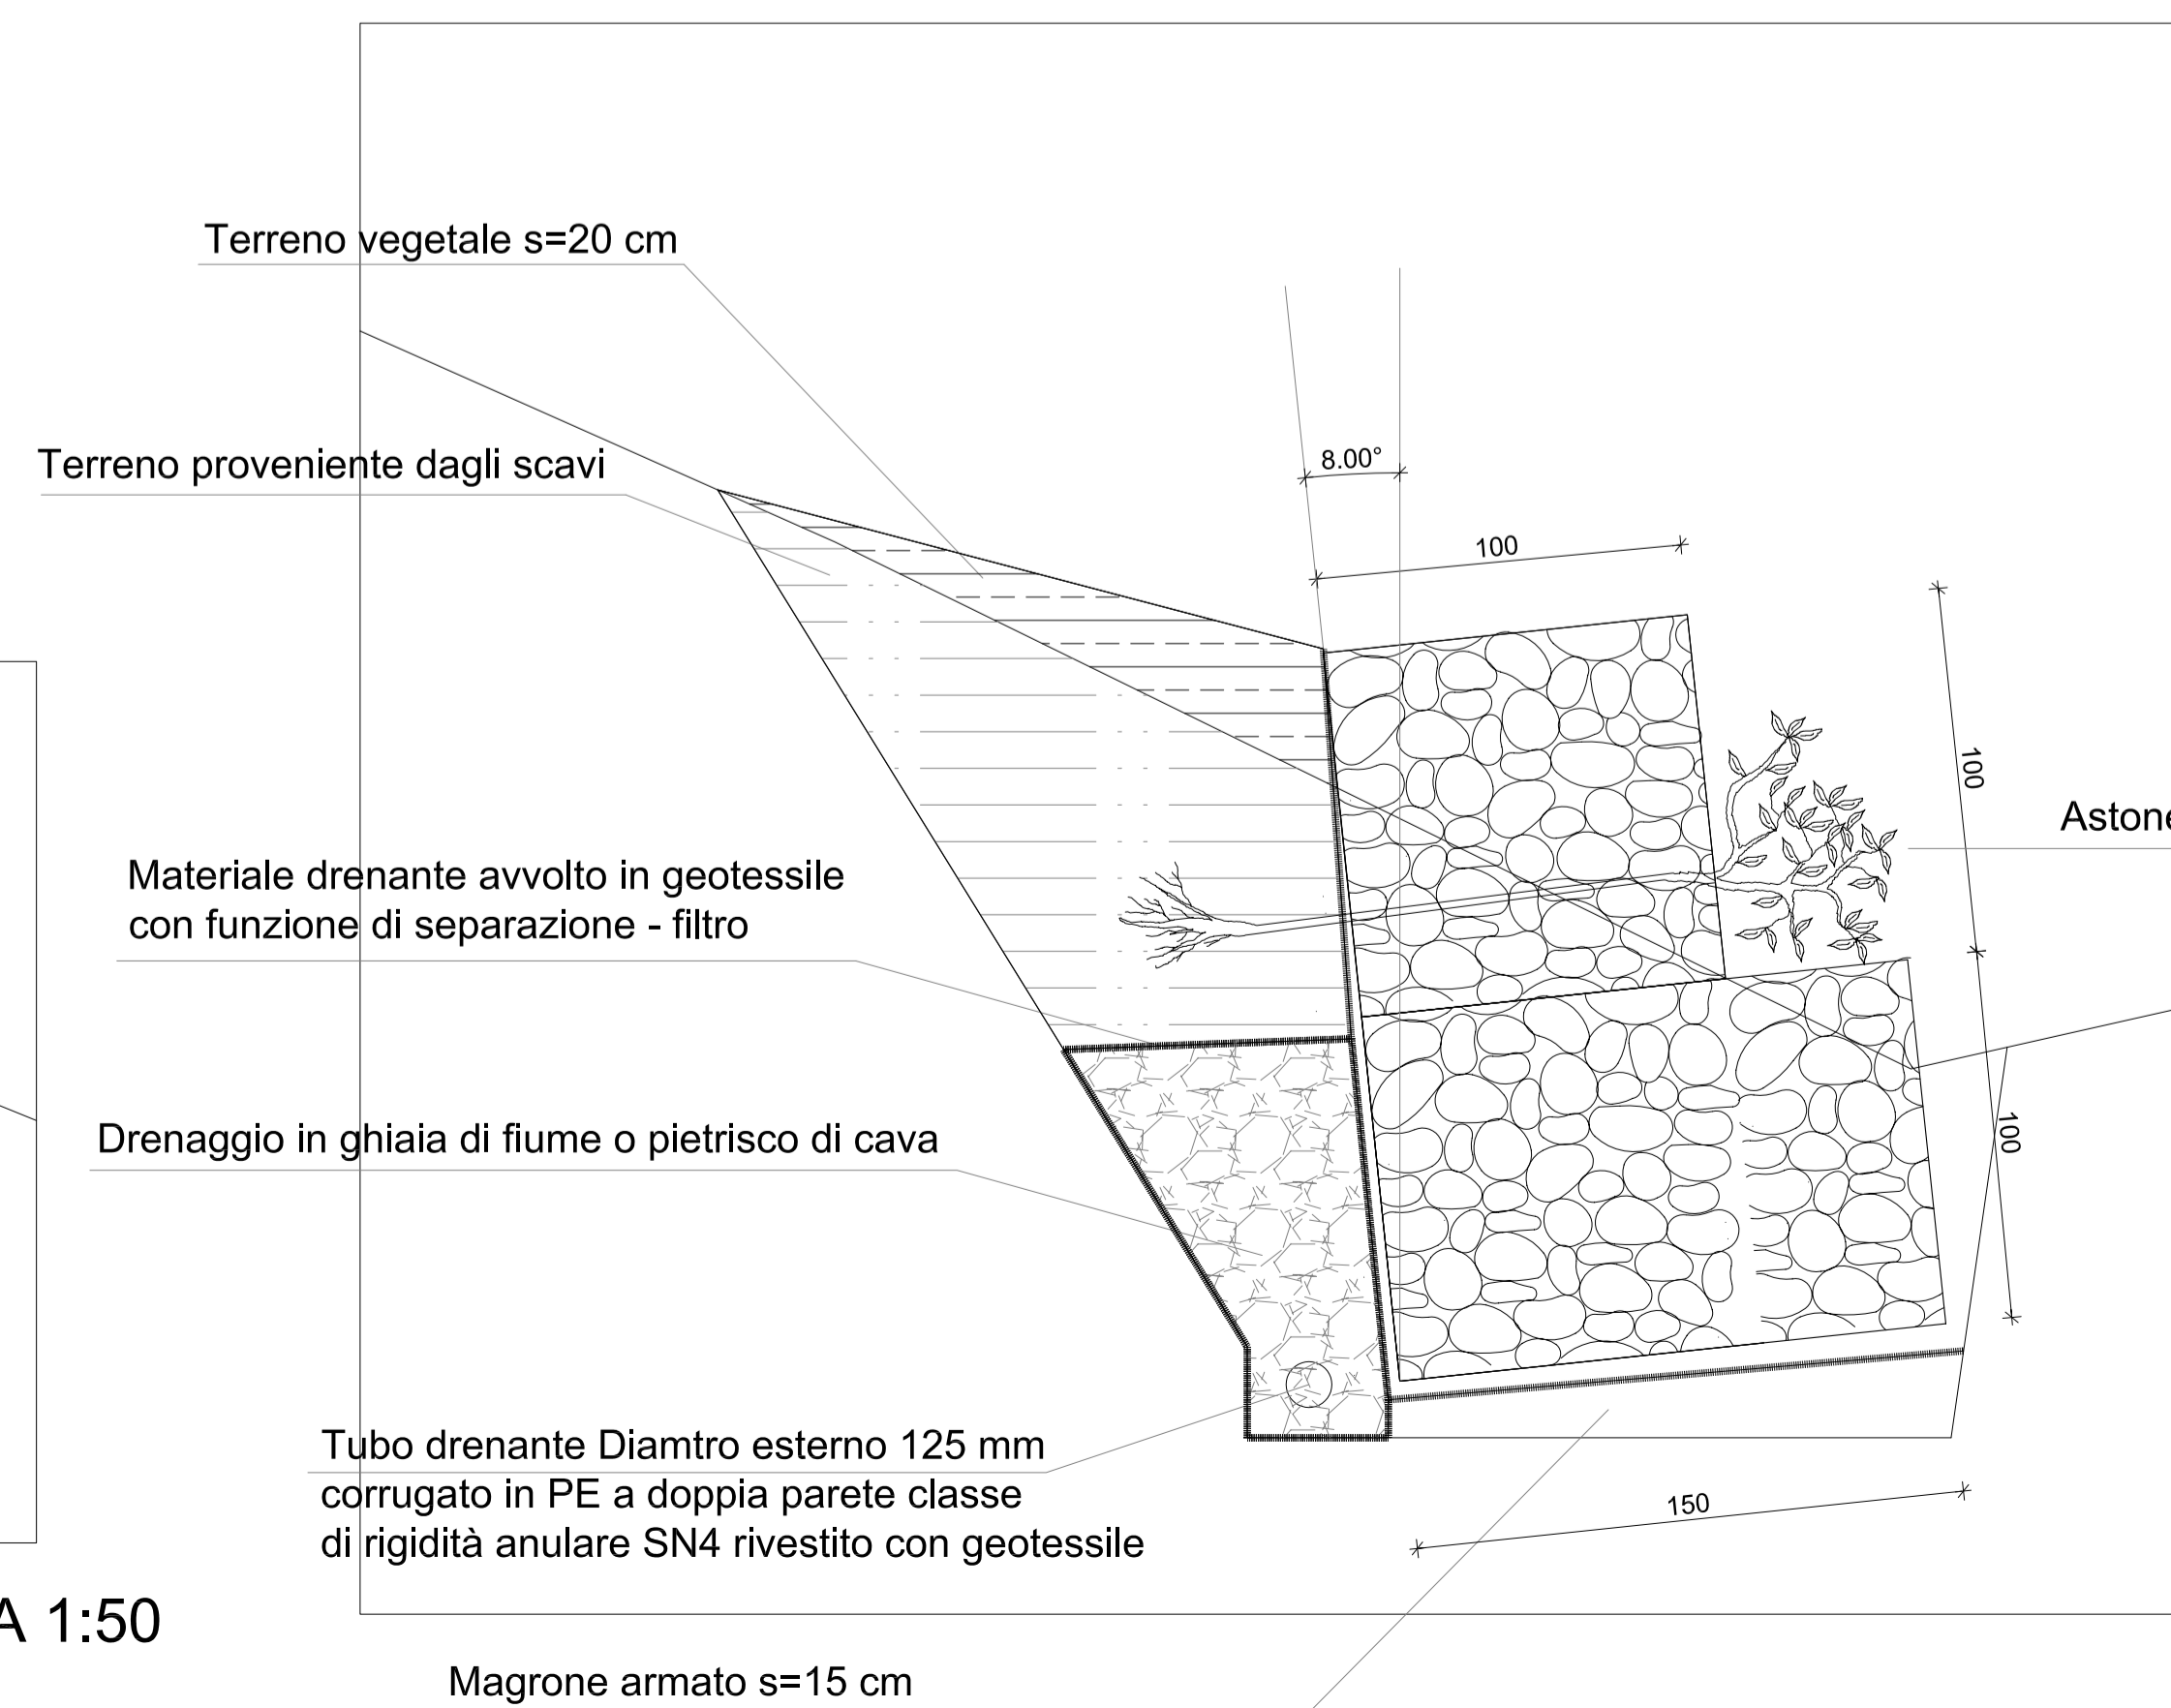 Terreno vegetale s=20 cm
Terreno proveniente dagli scavi
8.00°
100
100
Astone
Materiale drenante avvolto in geotessile
con funzione di separazione - filtro
Drenaggio in ghiaia di fiume o pietrisco di cava
100
Tubo drenante Diamtro esterno 125 mm
corrugato in PE a doppia parete classe
di rigidità anulare SN4 rivestito con geotessile
150
A 1:50
Magrone armato s=15 cm